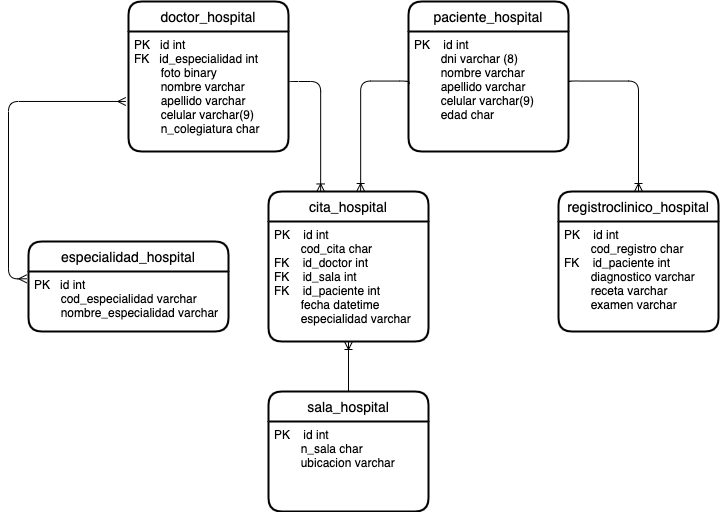 doctor_hospital
PK id int
FK id_especialidad int
foto binary
nombre varchar
apellido varchar
celular varchar(9)
n_colegiatura char
paciente_hospital
PK id int
dni varchar (8)
nombre varchar
apellido varchar
celular varchar(9)
edad char
cita_hospital
PK id int
cod_cita char
FK id_doctor int
FK id_sala int
FK id_paciente int
fecha datetime
especialidad varchar
registroclinico_hospital
PK id int
cod_registro char
FK id_paciente int
diagnostico varchar
receta varchar
examen varchar
especialidad_hospital
PK id int
cod_especialidad varchar
nombre_especialidad varchar
sala_hospital
PK id int
n_sala char
ubicacion varchar